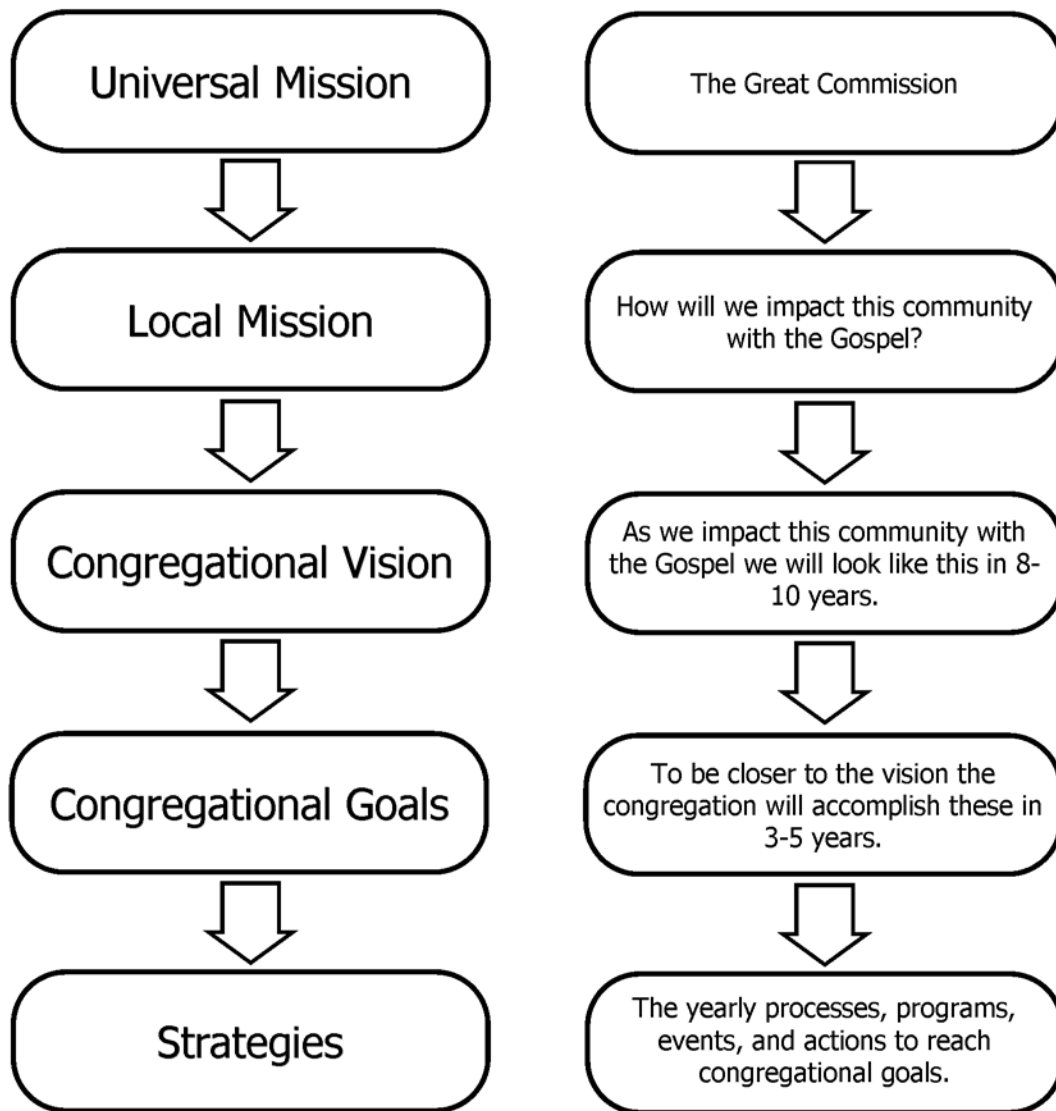 Universal Mission
The Great Commission
Local Mission
How will we impact this community
with the Gospel?
Congregational Vision
As we impact this community with
the Gospel we will look like this in 8-
10 years.
Congregational Goals
To be closer to the vision the
congregation will accomplish these in
3-5 years.
Strategies
The yearly processes, programs,
events, and actions to reach
congregational goals.